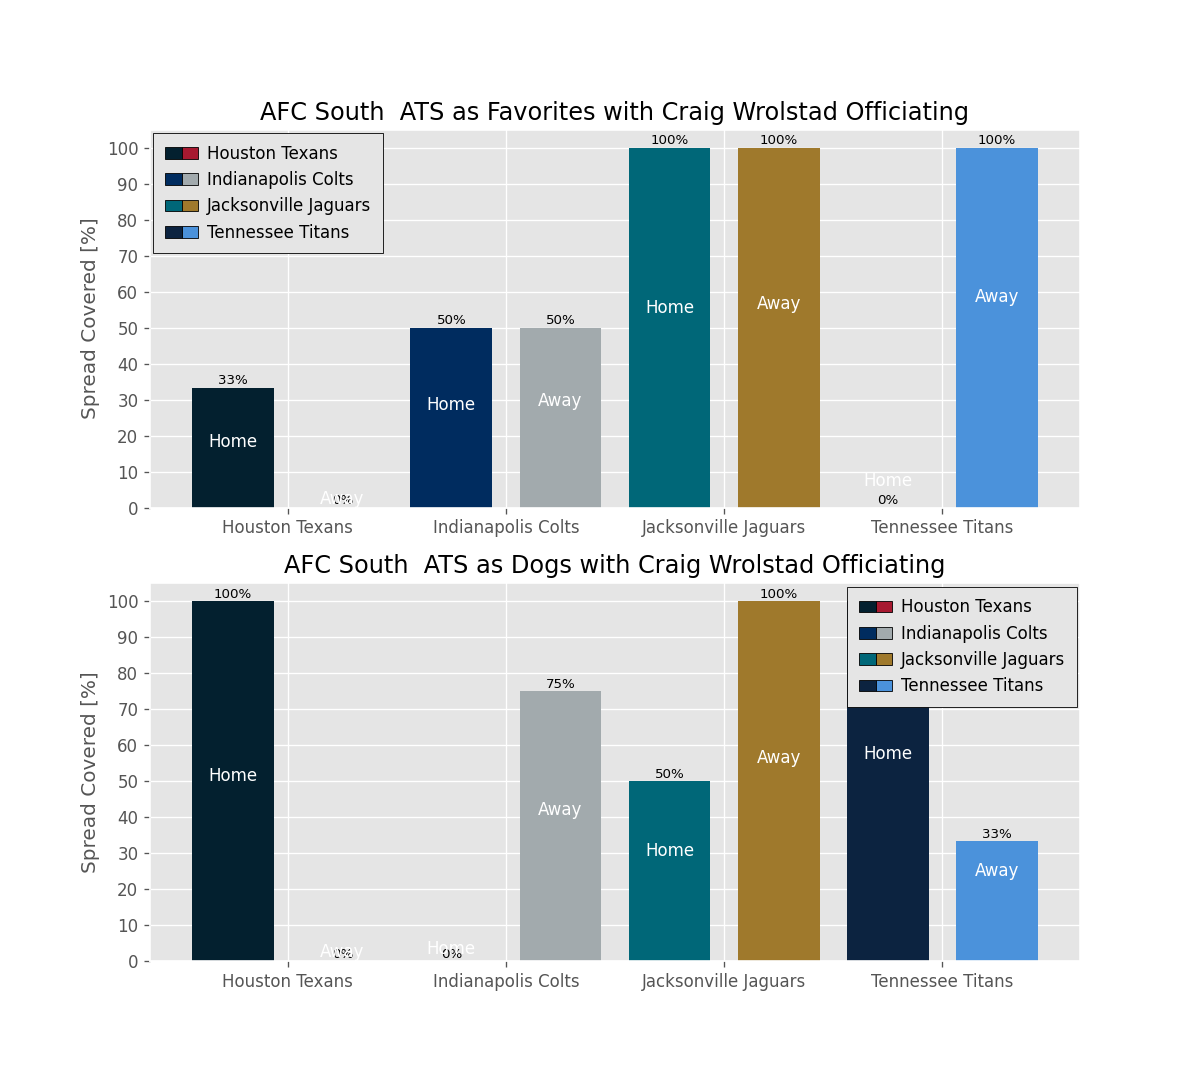 AFC South  ATS as Favorites with Craig Wrolstad Officiating
Houston Texans
Indianapolis Colts
Jacksonville Jaguars
Tennessee Titans
Spread Covered [%]
100
90
80
70
60
50
40
30
20
10
0
33%
Home
0%
Away
50%
Home
50%
Away
100%
Home
100%
Away
Home
0%
100%
Away
Houston Texans
Indianapolis Colts
Jacksonville Jaguars
Tennessee Titans
AFC South  ATS as Dogs with Craig Wrolstad Officiating
Houston Texans
Indianapolis Colts
Jacksonville Jaguars
Tennessee Titans
Spread Covered [%]
100
90
80
70
60
50
40
30
20
10
0
100%
Home
Away
0%
Home
0%
75%
Away
50%
Home
100%
Away
Home
33%
Away
Houston Texans
Indianapolis Colts
Jacksonville Jaguars
Tennessee Titans